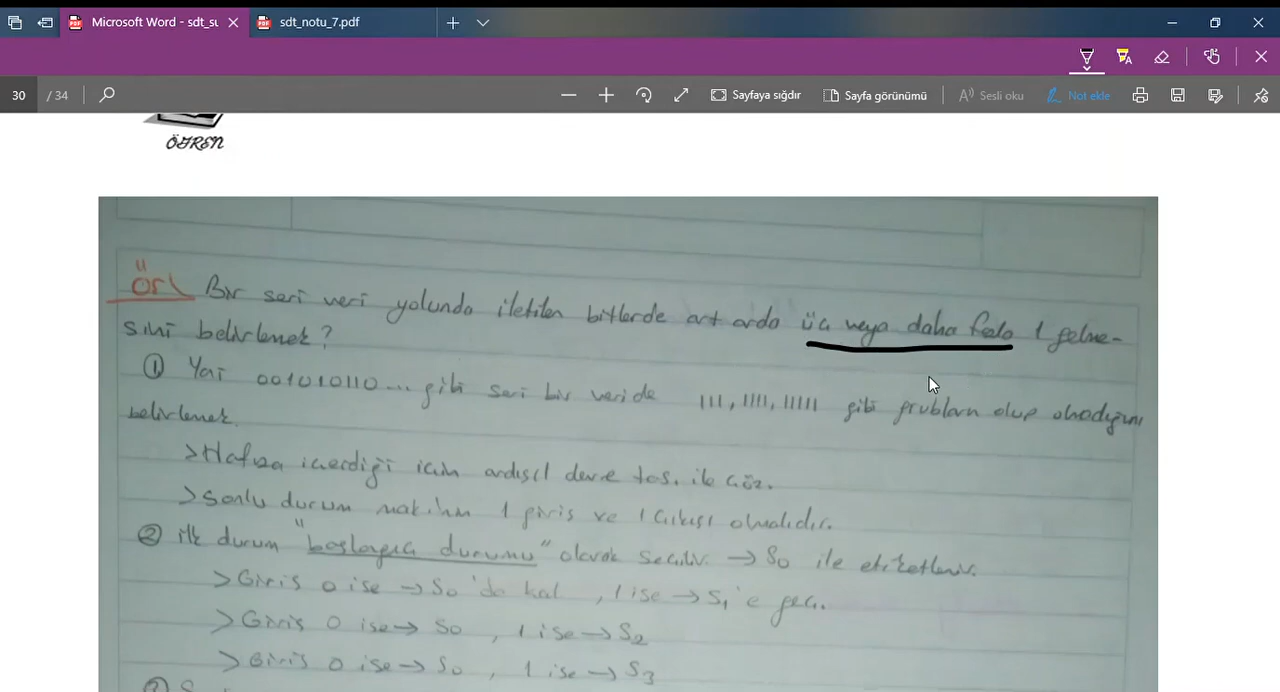 Microsoft Word - sdt_su
sdt_notu_7.pdf
30 / 34
Sayfaya sığdır
Sayfa görünümü
Sesli oku
Not ekle
ÖĞREN
Ör\ Bir seri veri yolunda iletilen bitlerde art arda üç veya daha fazla 1 gelme-
sini belirlemek?
① Yani 001010110... gibi seri bir veride 111, 1111, 11111 gibi grubların olup olmadığını
belirlemek.
>Hafıza içerdiği için ardışıl devre tas. ile çöz.
>Sonlu durum makinanın 1 giriş ve 1 çıkışı olmalıdır.
② İlk durum "başlangıç durumu" olarak seçilir. → S0 ile etiketlenir.
>Giriş 0 ise → S0'da kal, 1 ise → S1'e geç.
>Giriş 0 ise → S0, 1 ise → S2
>Giriş 0 ise → S0, 1 ise → S3